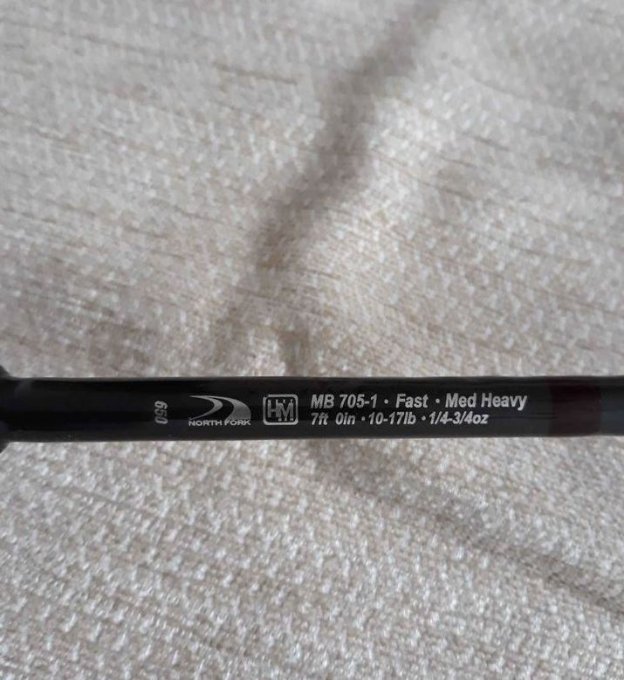 650
NORTH FORK
HM
MB 705-1 • Fast • Med Heavy
7ft 0in • 10-17lb • 1/4-3/4oz